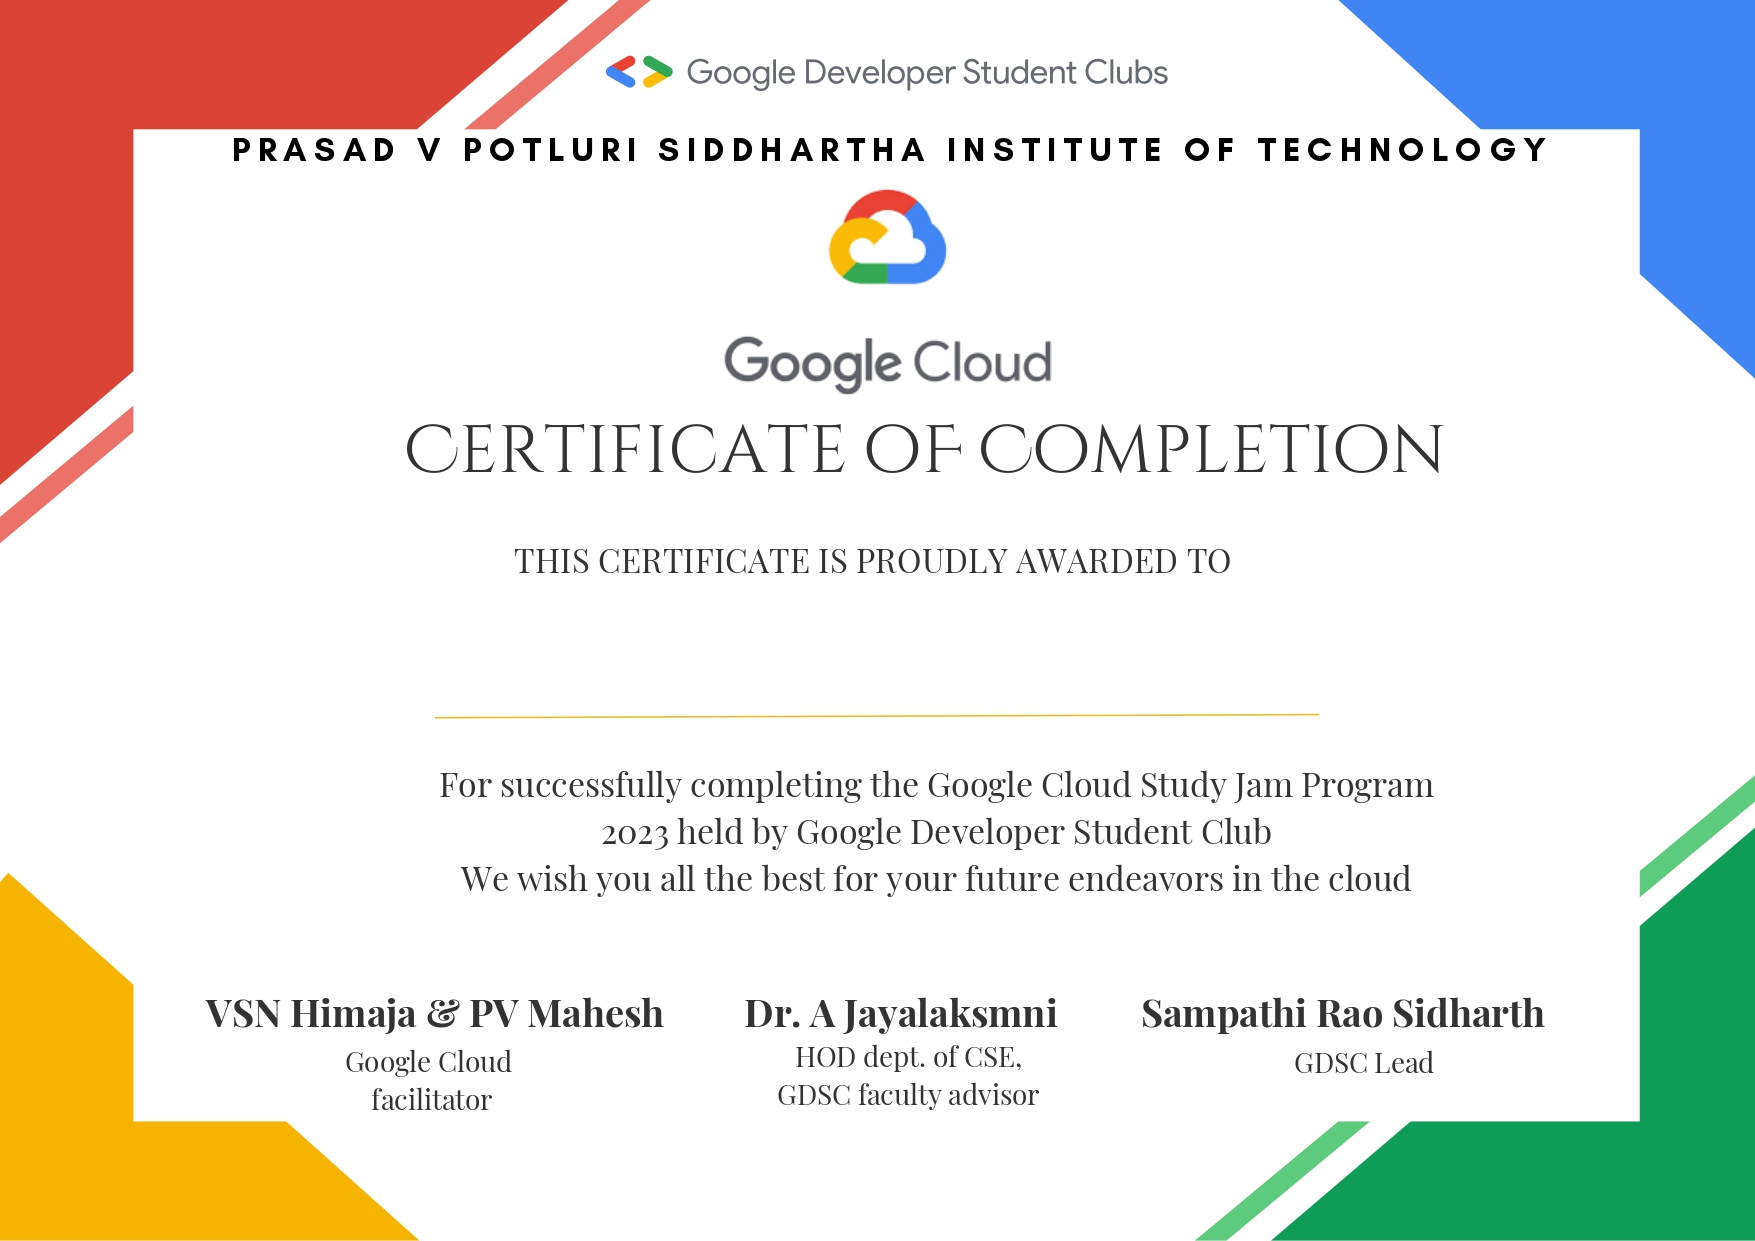 Google Developer Student Clubs
PRASAD V POTLURI SIDDHARTHA INSTITUTE OF TECHNOLOGY
Google Cloud
CERTIFICATE OF COMPLETION
THIS CERTIFICATE IS PROUDLY AWARDED TO
For successfully completing the Google Cloud Study Jam Program
2023 held by Google Developer Student Club
We wish you all the best for your future endeavors in the cloud
VSN Himaja & PV Mahesh
Google Cloud
facilitator
Dr. A Jayalaksmni
HOD dept. of CSE,
GDSC faculty advisor
Sampathi Rao Sidharth
GDSC Lead